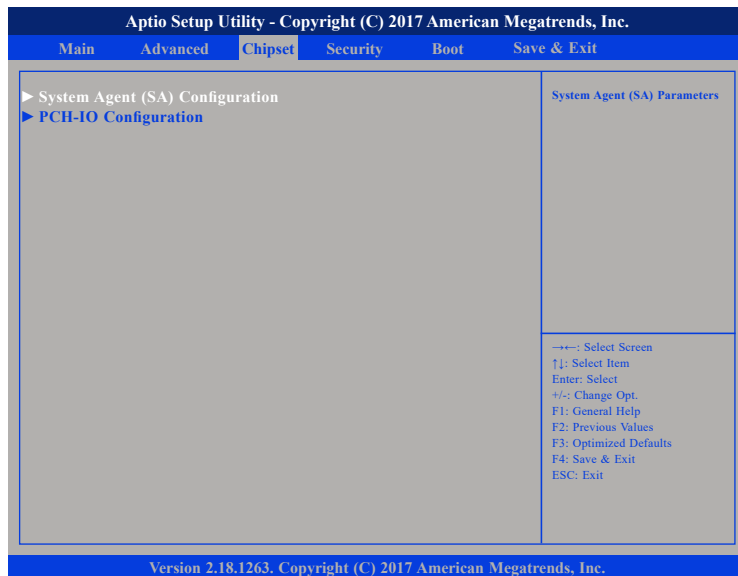 Aptio Setup Utility - Copyright (C) 2017 American Megatrends, Inc.
Main Advanced Chipset Security Boot Save & Exit
► System Agent (SA) Configuration
► PCH-IO Configuration
System Agent (SA) Parameters
→←: Select Screen
↑↓: Select Item
Enter: Select
+/-: Change Opt.
F1: General Help
F2: Previous Values
F3: Optimized Defaults
F4: Save & Exit
ESC: Exit
Version 2.18.1263. Copyright (C) 2017 American Megatrends, Inc.